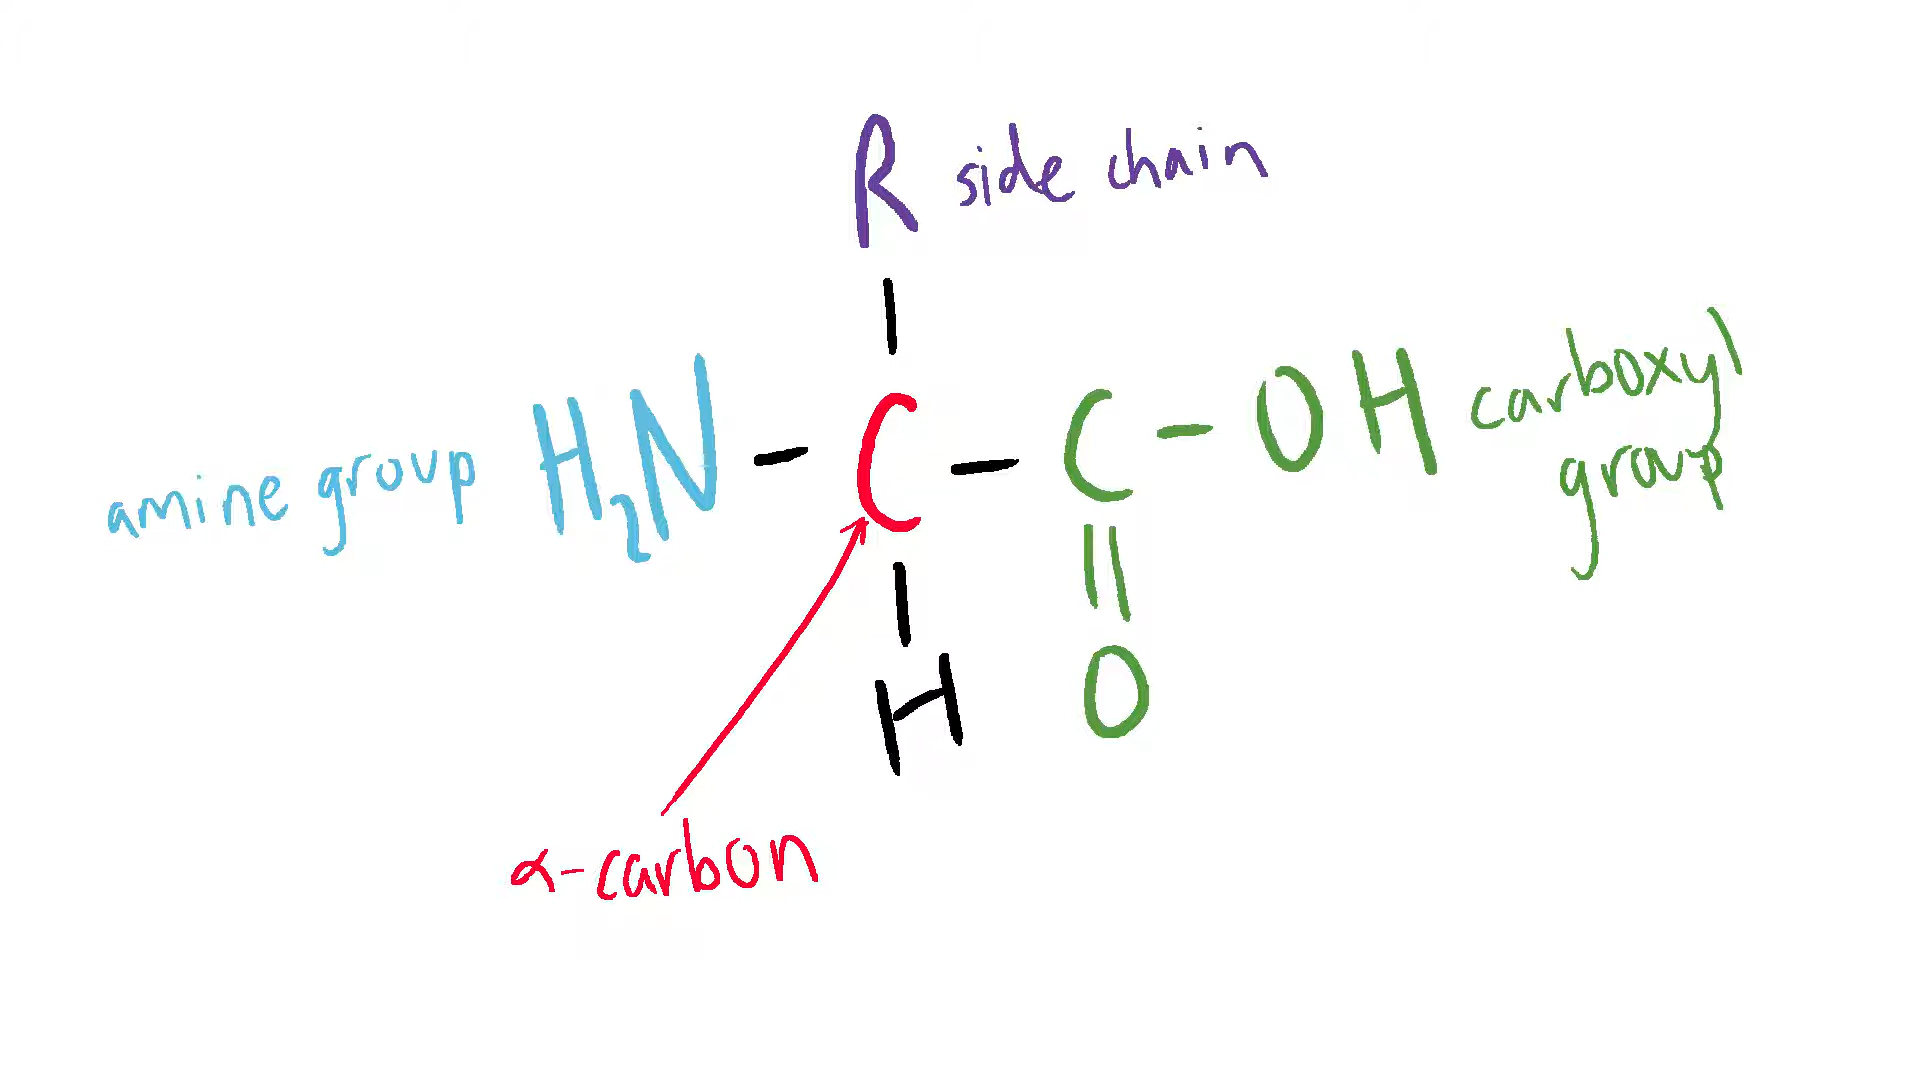 R side chain
amine group H₂N - C - C - OH carboxyl
group
H
O
α-carbon